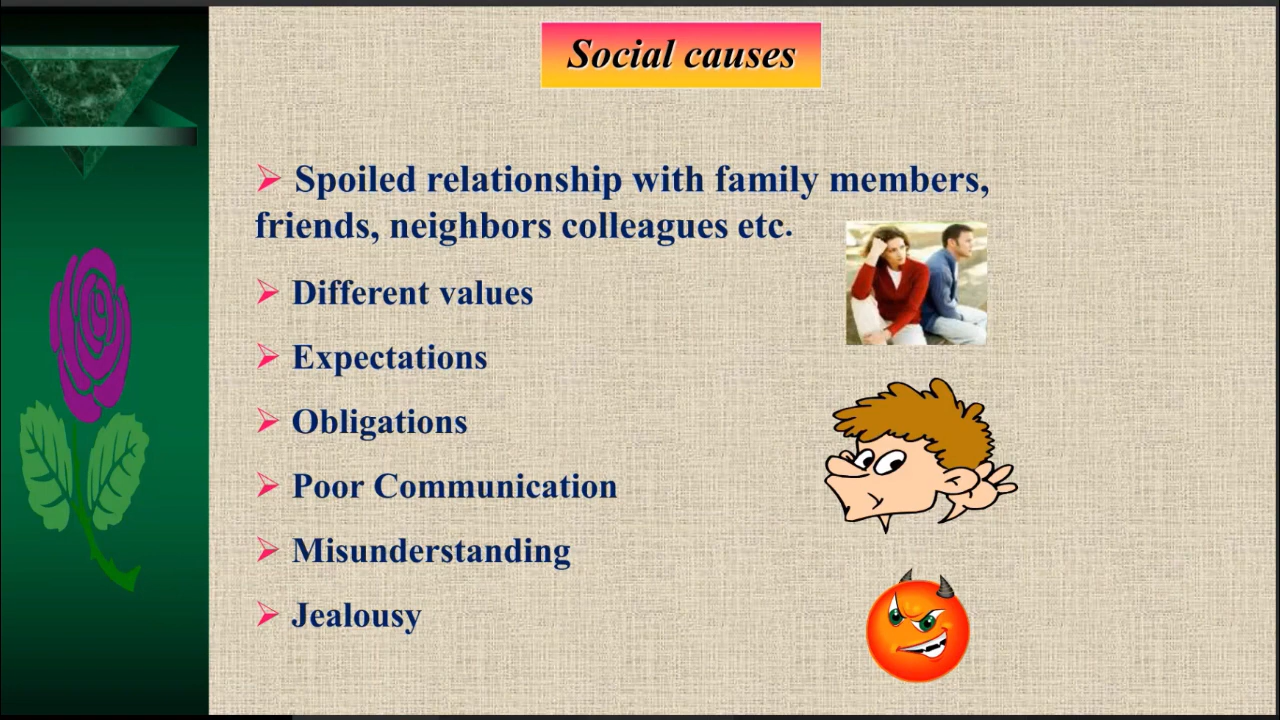 Social causes
Spoiled relationship with family members,
friends, neighbors colleagues etc.
Different values
Expectations
Obligations
Poor Communication
Misunderstanding
Jealousy